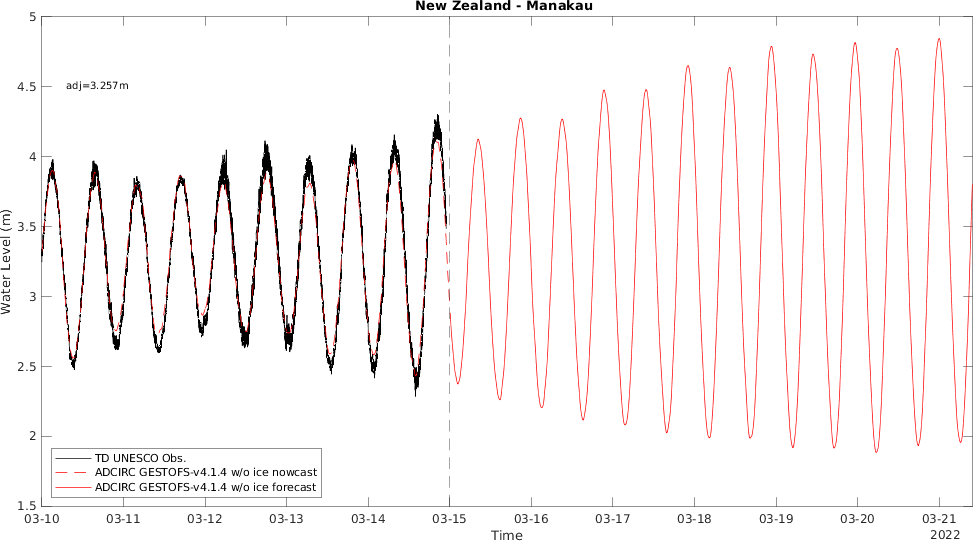 New Zealand - Manakau
5
4.5
4
3.5
3
2.5
2
1.5
Water Level (m)
adj=3.257m
TD UNESCO Obs.
ADCIRC GESTOFS-v4.1.4 w/o ice nowcast
ADCIRC GESTOFS-v4.1.4 w/o ice forecast
03-10 03-11 03-12 03-13 03-14 03-15 03-16 03-17 03-18 03-19 03-20 03-21
Time
2022